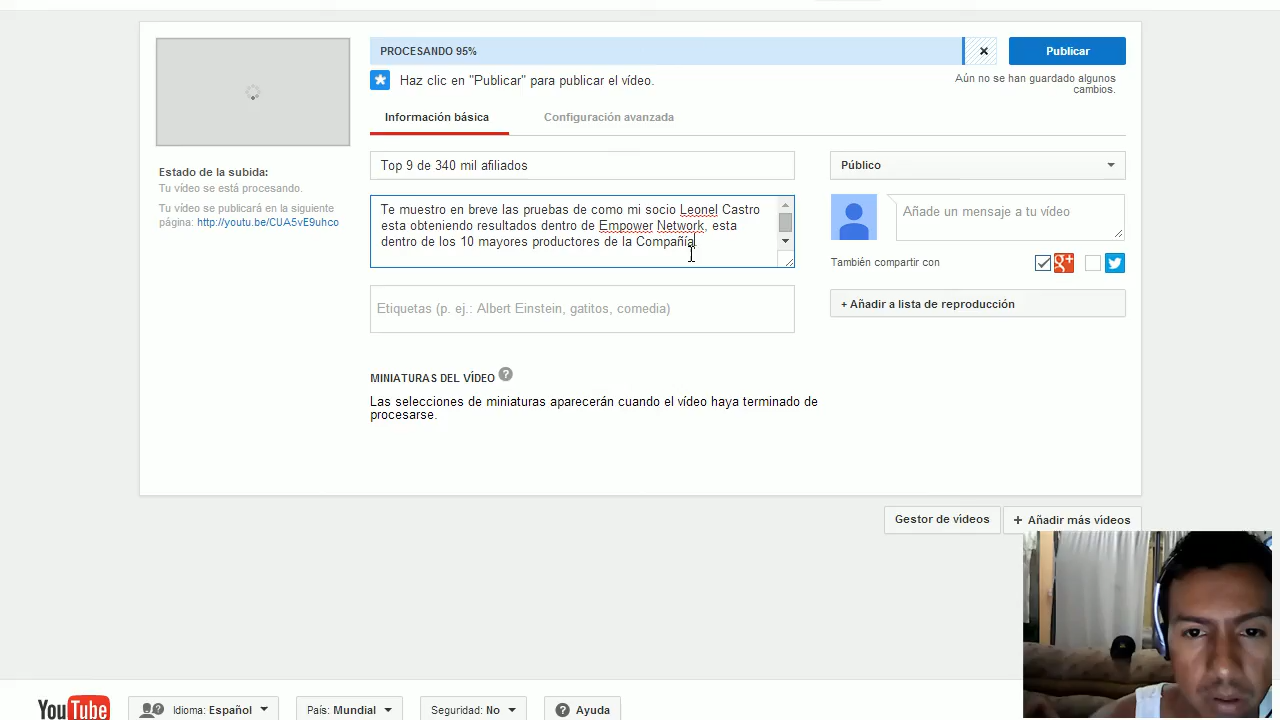 PROCESANDO 95%
Publicar
Haz clic en "Publicar" para publicar el vídeo.
Aún no se han guardado algunos
cambios.
Información básica
Configuración avanzada
Estado de la subida:
Tu vídeo se está procesando.
Tu vídeo se publicará en la siguiente
página: http://youtu.be/CUA5vE9uhco
Top 9 de 340 mil afiliados
Te muestro en breve las pruebas de como mi socio Leonel Castro
esta obteniendo resultados dentro de Empower Network, esta
dentro de los 10 mayores productores de la Compañía
Etiquetas (p. ej.: Albert Einstein, gatitos, comedia)
Público
Añade un mensaje a tu vídeo
También compartir con
g+
+ Añadir a lista de reproducción
MINIATURAS DEL VÍDEO ?
Las selecciones de miniaturas aparecerán cuando el vídeo haya terminado de
procesarse.
Gestor de vídeos
+ Añadir más vídeos
YouTube
Idioma: Español
País: Mundial
Seguridad: No
? Ayuda